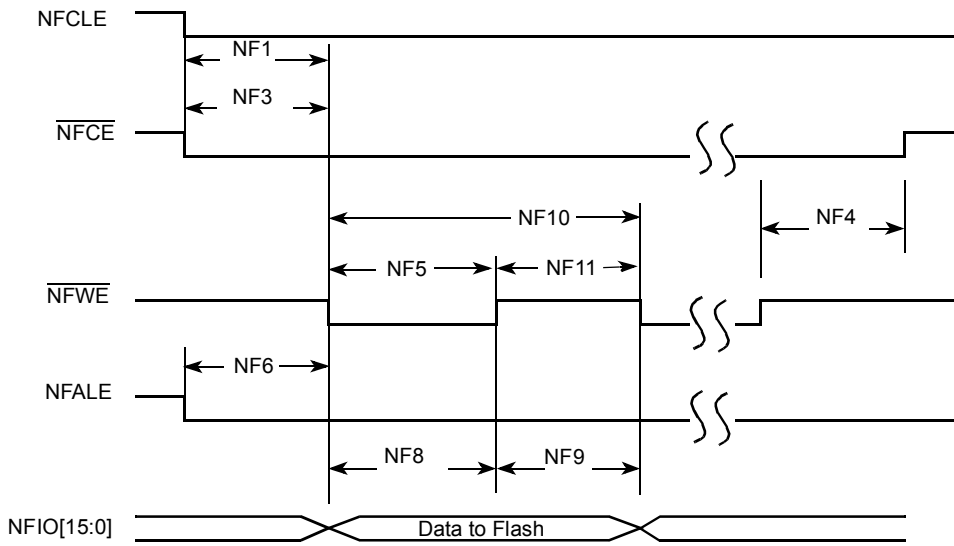 NFCLE
NF1
NF3
NFCE
NF10
NF4
NF5
NF11
NFWE
NF6
NFALE
NF8
NF9
NFIO[15:0]
Data to Flash